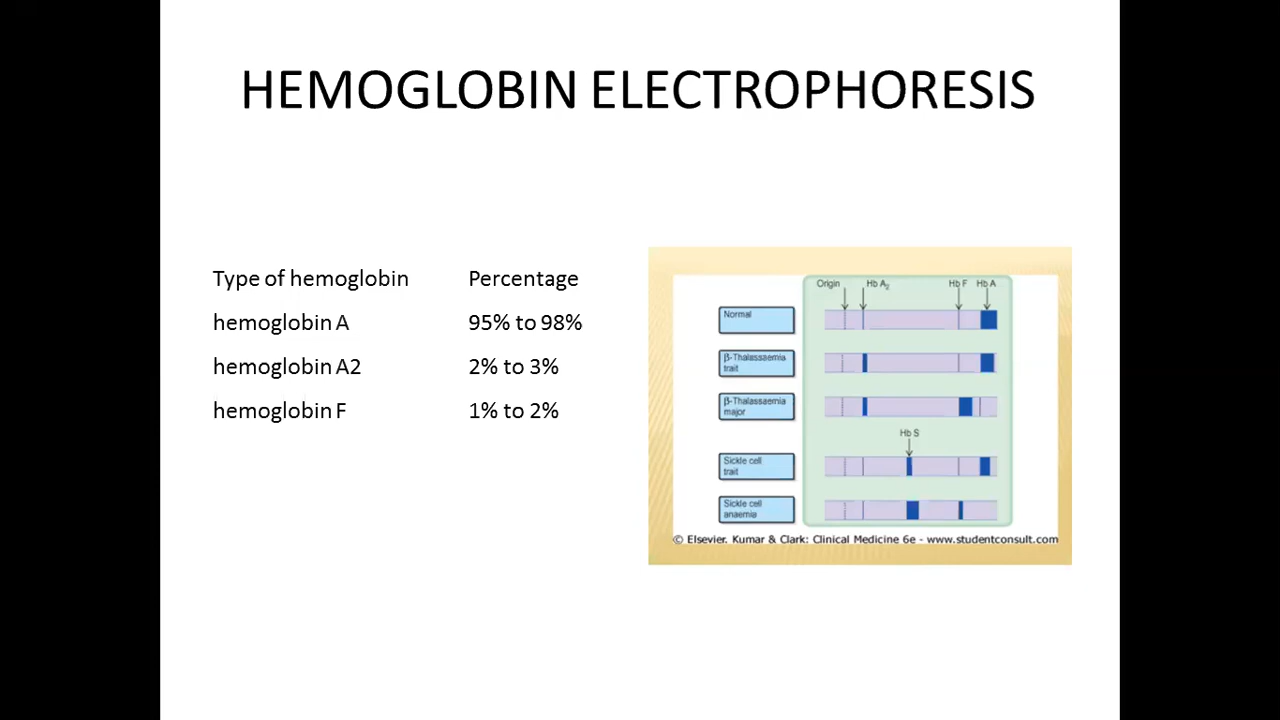 HEMOGLOBIN ELECTROPHORESIS
Type of hemoglobin Percentage
hemoglobin A 95% to 98%
hemoglobin A2 2% to 3%
hemoglobin F 1% to 2%
Origin Hb A₂ Hb F Hb A
Normal
β-Thalassaemia
trait
β-Thalassaemia
major
Hb S
Sickle cell
trait
Sickle cell
anaemia
© Elsevier. Kumar & Clark: Clinical Medicine 6e - www.studentconsult.com